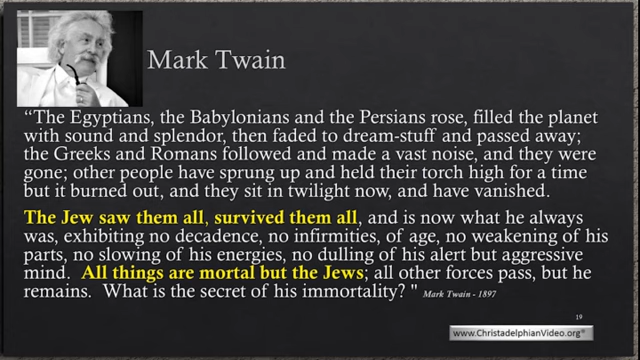 Mark Twain
“The Egyptians, the Babylonians and the Persians rose, filled the planet
with sound and splendor, then faded to dream-stuff and passed away;
the Greeks and Romans followed and made a vast noise, and they were
gone; other people have sprung up and held their torch high for a time
but it burned out, and they sit in twilight now, and have vanished.
The Jew saw them all, survived them all, and is now what he always
was, exhibiting no decadence, no infirmities, of age, no weakening of his
parts, no slowing of his energies, no dulling of his alert but aggressive
mind. All things are mortal but the Jews; all other forces pass, but he
remains. What is the secret of his immortality? " Mark Twain - 1897
19
www.ChristadelphianVideo.org®